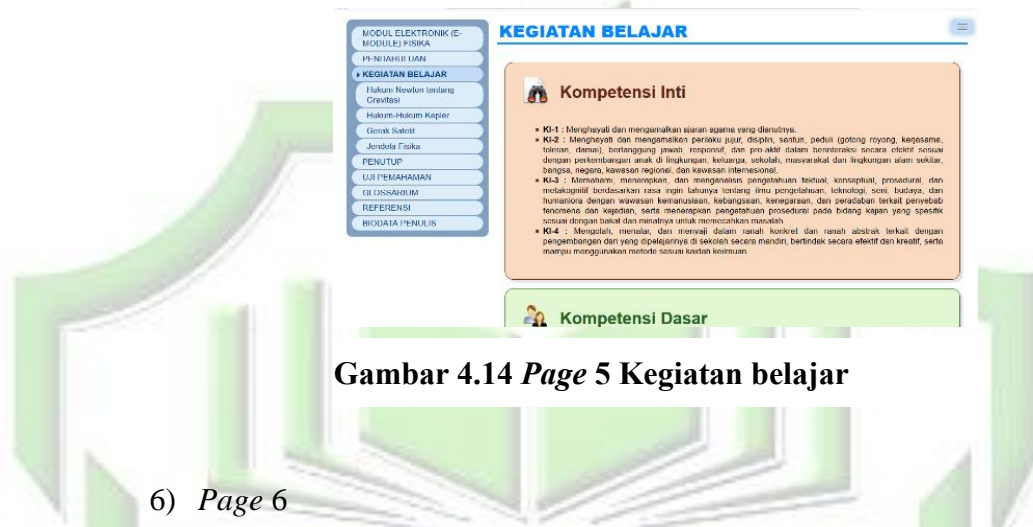 MODUL ELEKTRONIK (E-
MODULE) FISIKA
PENDAHULUAN
KEGIATAN BELAJAR
Hukum Newton tentang
Gravitasi
Hukum-Hukum Kepler
Gerak Satelit
Jendela Fisika
PENUTUP
UJI PEMAHAMAN
GLOSSARIUM
REFERENSI
BIODATA PENULIS
KEGIATAN BELAJAR
Kompetensi Inti
KI-1 : Menghayati dan mengamalkan ajaran agama yang dianutnya.
KI-2 : Menghayati dan mengamalkan perilaku jujur, disiplin, santun, peduli (gotong royong, kerjasama,
toleran, damai), bertanggung jawab, responsif, dan pro-aktif dalam berinteraksi secara efektif sesuai
dengan perkembangan anak di lingkungan, keluarga, sekolah, masyarakat dan lingkungan alam sekitar,
bangsa, negara, kawasan regional, dan kawasan internasional.
KI-3 : Memahami, menerapkan, dan menganalisis pengetahuan faktual, konseptual, prosedural, dan
metakognitif berdasarkan rasa ingin tahunya tentang ilmu pengetahuan, teknologi, seni, budaya, dan
humaniora dengan wawasan kemanusiaan, kebangsaan, kenegaraan, dan peradaban terkait penyebab
fenomena dan kejadian, serta menerapkan pengetahuan prosedural pada bidang kajian yang spesifik
sesuai dengan bakat dan minatnya untuk memecahkan masalah.
KI-4 : Mengolah, menalar, dan menyaji dalam ranah konkret dan ranah abstrak terkait dengan
pengembangan dari yang dipelajarinya di sekolah secara mandiri, bertindak secara efektif dan kreatif, serta
mampu menggunakan metode sesuai kaidah keilmuan
Kompetensi Dasar
Gambar 4.14 Page 5 Kegiatan belajar
6) Page 6